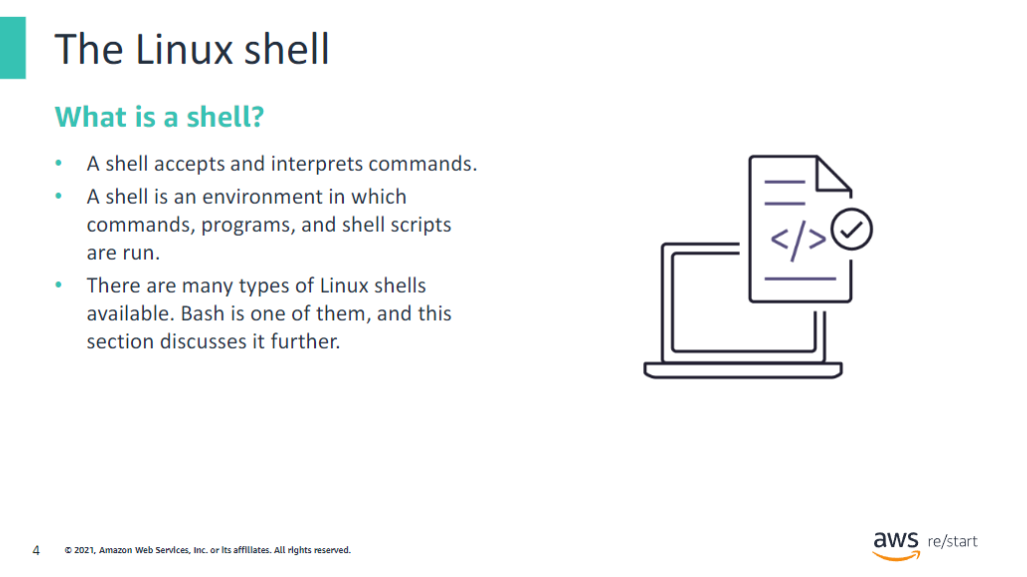 The Linux shell
What is a shell?
• A shell accepts and interprets commands.
• A shell is an environment in which
commands, programs, and shell scripts
are run.
• There are many types of Linux shells
available. Bash is one of them, and this
section discusses it further.
</>
4 © 2021, Amazon Web Services, Inc. or its affiliates. All rights reserved.
aws re/start